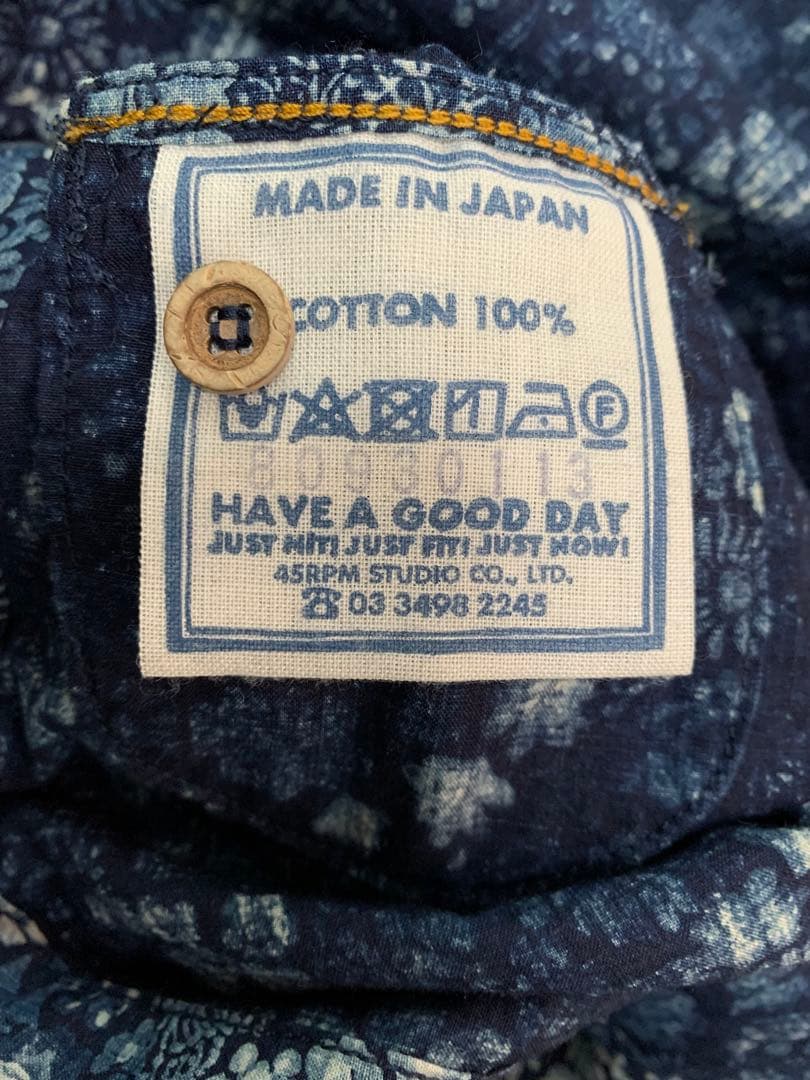 MADE IN JAPAN
COTTON 100%
F
80930113
HAVE A GOOD DAY
JUST HIT! JUST FIT! JUST NOW!
45RPM STUDIO CO., LTD.
☎ 03 3498 2245